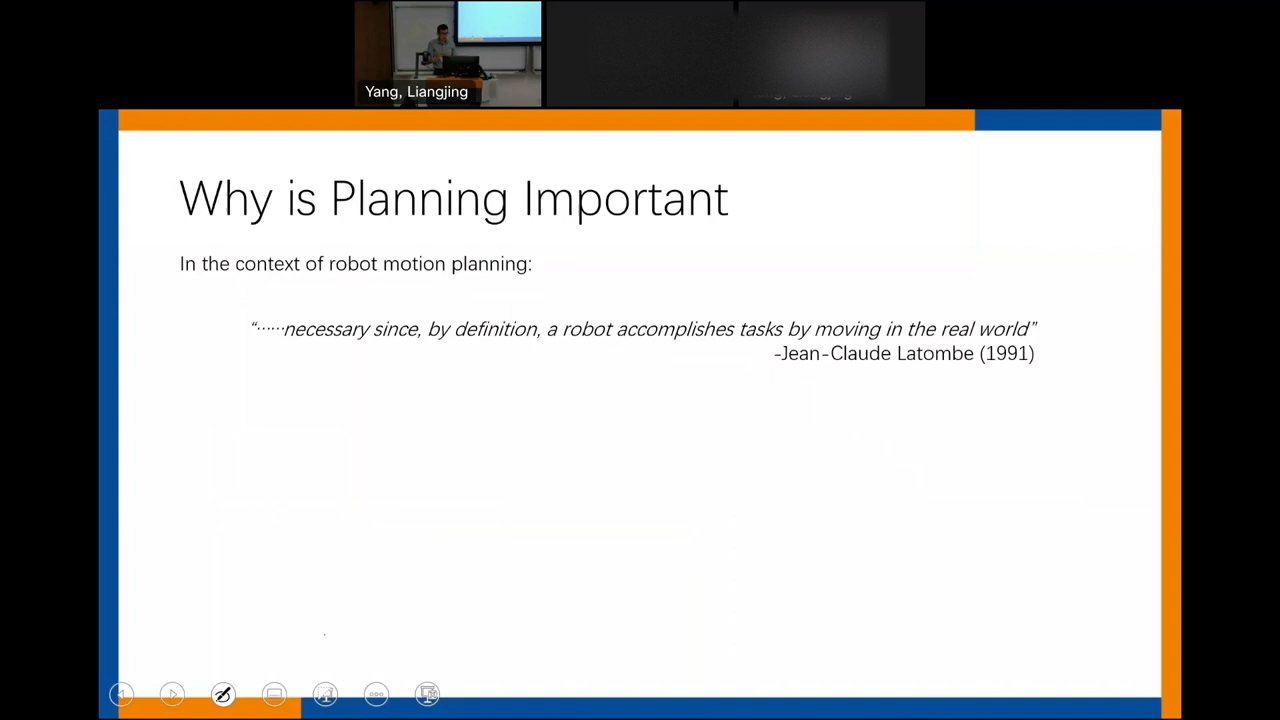 Yang, Liangjing
Why is Planning Important
In the context of robot motion planning:
“······necessary since, by definition, a robot accomplishes tasks by moving in the real world”
-Jean-Claude Latombe (1991)